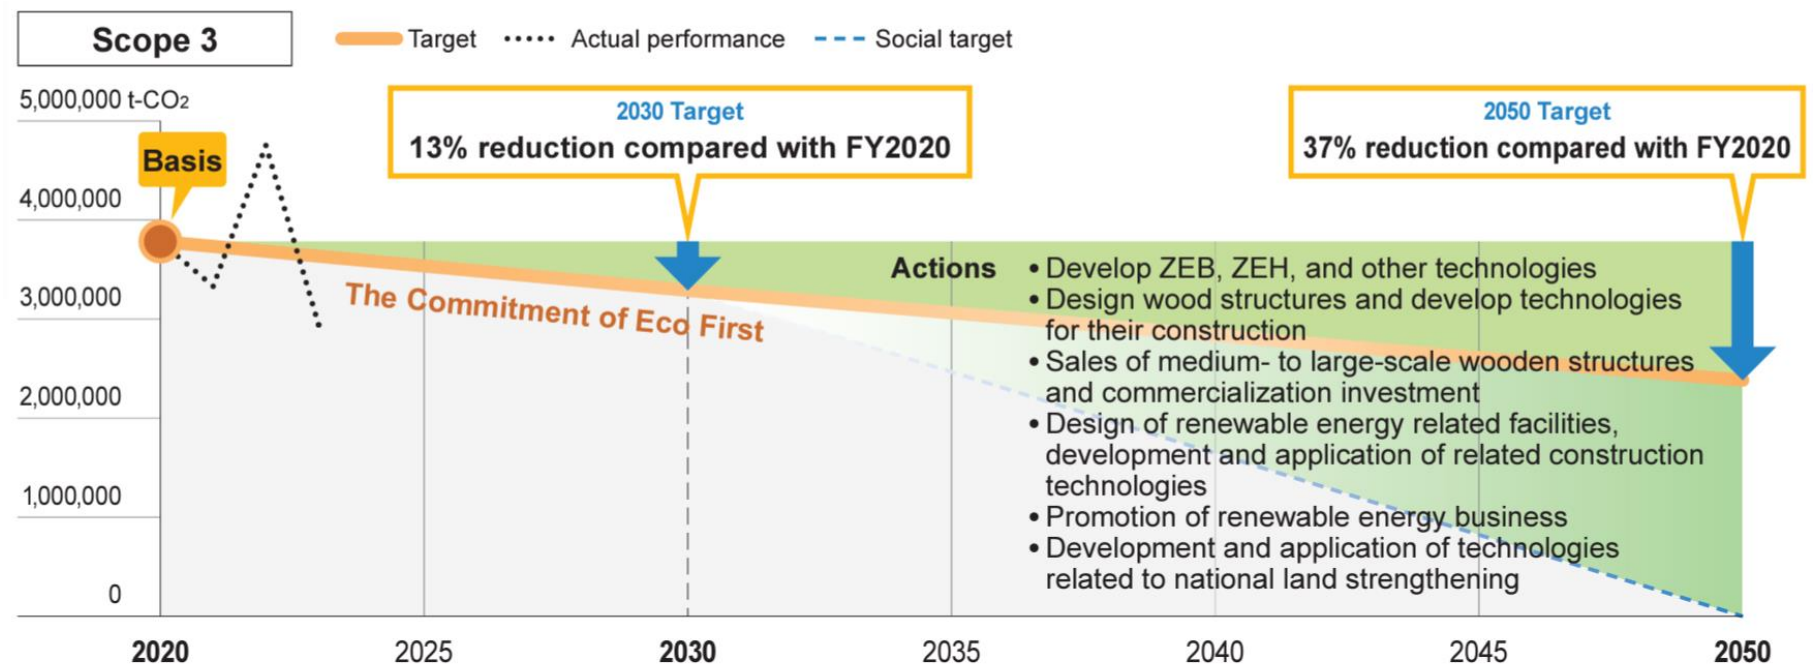 Scope 3
Target
Actual performance
Social target
5,000,000 t-CO₂
4,000,000
3,000,000
2,000,000
1,000,000
0
Basis
2030 Target
13% reduction compared with FY2020
2050 Target
37% reduction compared with FY2020
The Commitment of Eco First
Actions
• Develop ZEB, ZEH, and other technologies
• Design wood structures and develop technologies
for their construction
• Sales of medium- to large-scale wooden structures
and commercialization investment
• Design of renewable energy related facilities,
development and application of related construction
technologies
• Promotion of renewable energy business
• Development and application of technologies
related to national land strengthening
2020
2025
2030
2035
2040
2045
2050